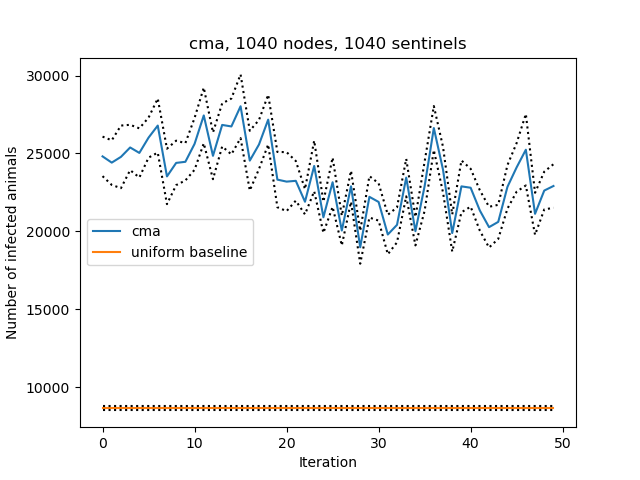 cma, 1040 nodes, 1040 sentinels
30000
25000
20000
15000
10000
Number of infected animals
cma
uniform baseline
0 10 20 30 40 50
Iteration